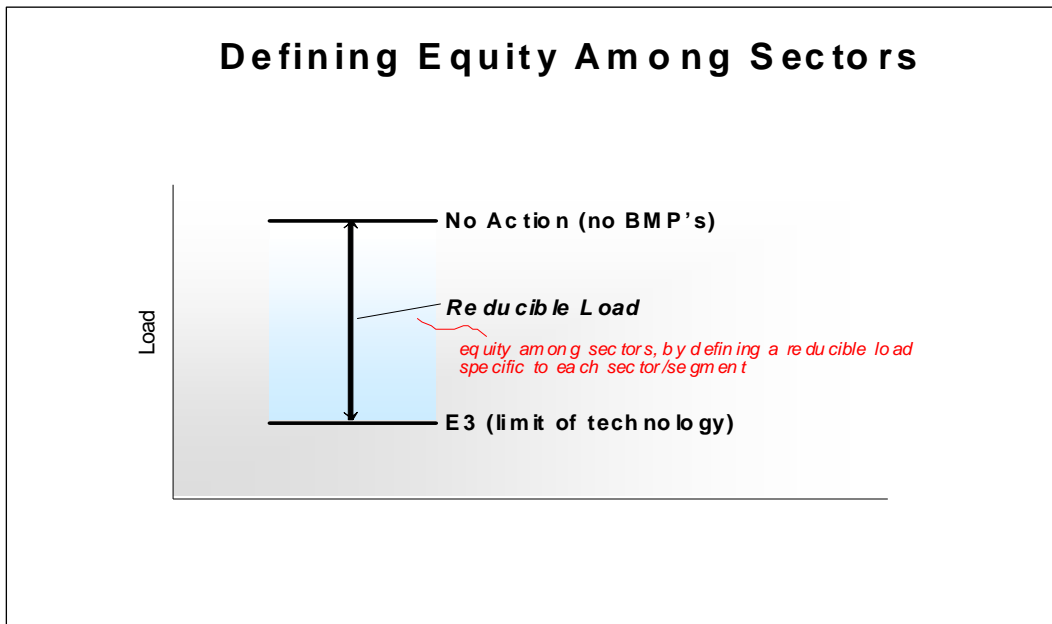 Defining Equity Among Sectors
No Action (no BMP’s)
Reducible Load
equity among sectors, by defining a reducible load
specific to each sector/segment
E3 (limit of technology)
Load